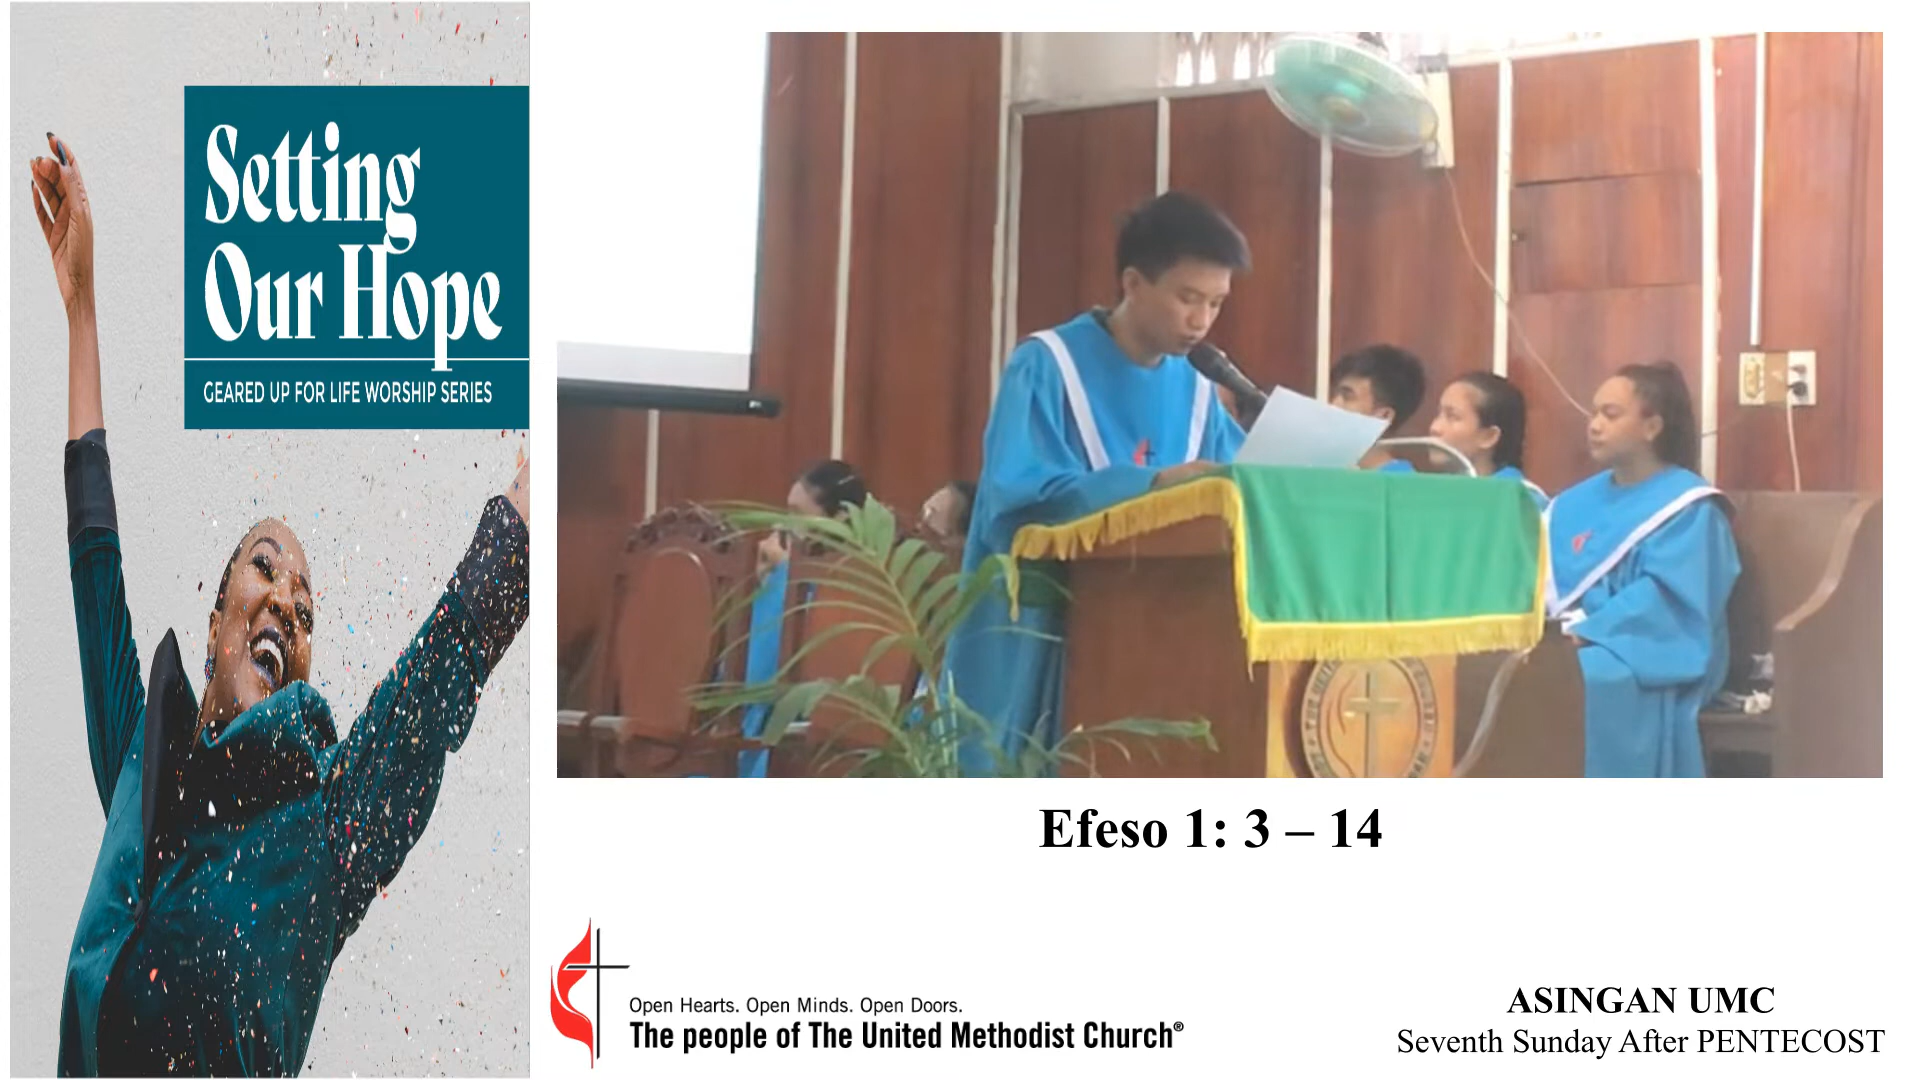 Setting
Our Hope
GEARED UP FOR LIFE WORSHIP SERIES
Efeso 1: 3 – 14
Open Hearts. Open Minds. Open Doors.
The people of The United Methodist Church®
ASINGAN UMC
Seventh Sunday After PENTECOST